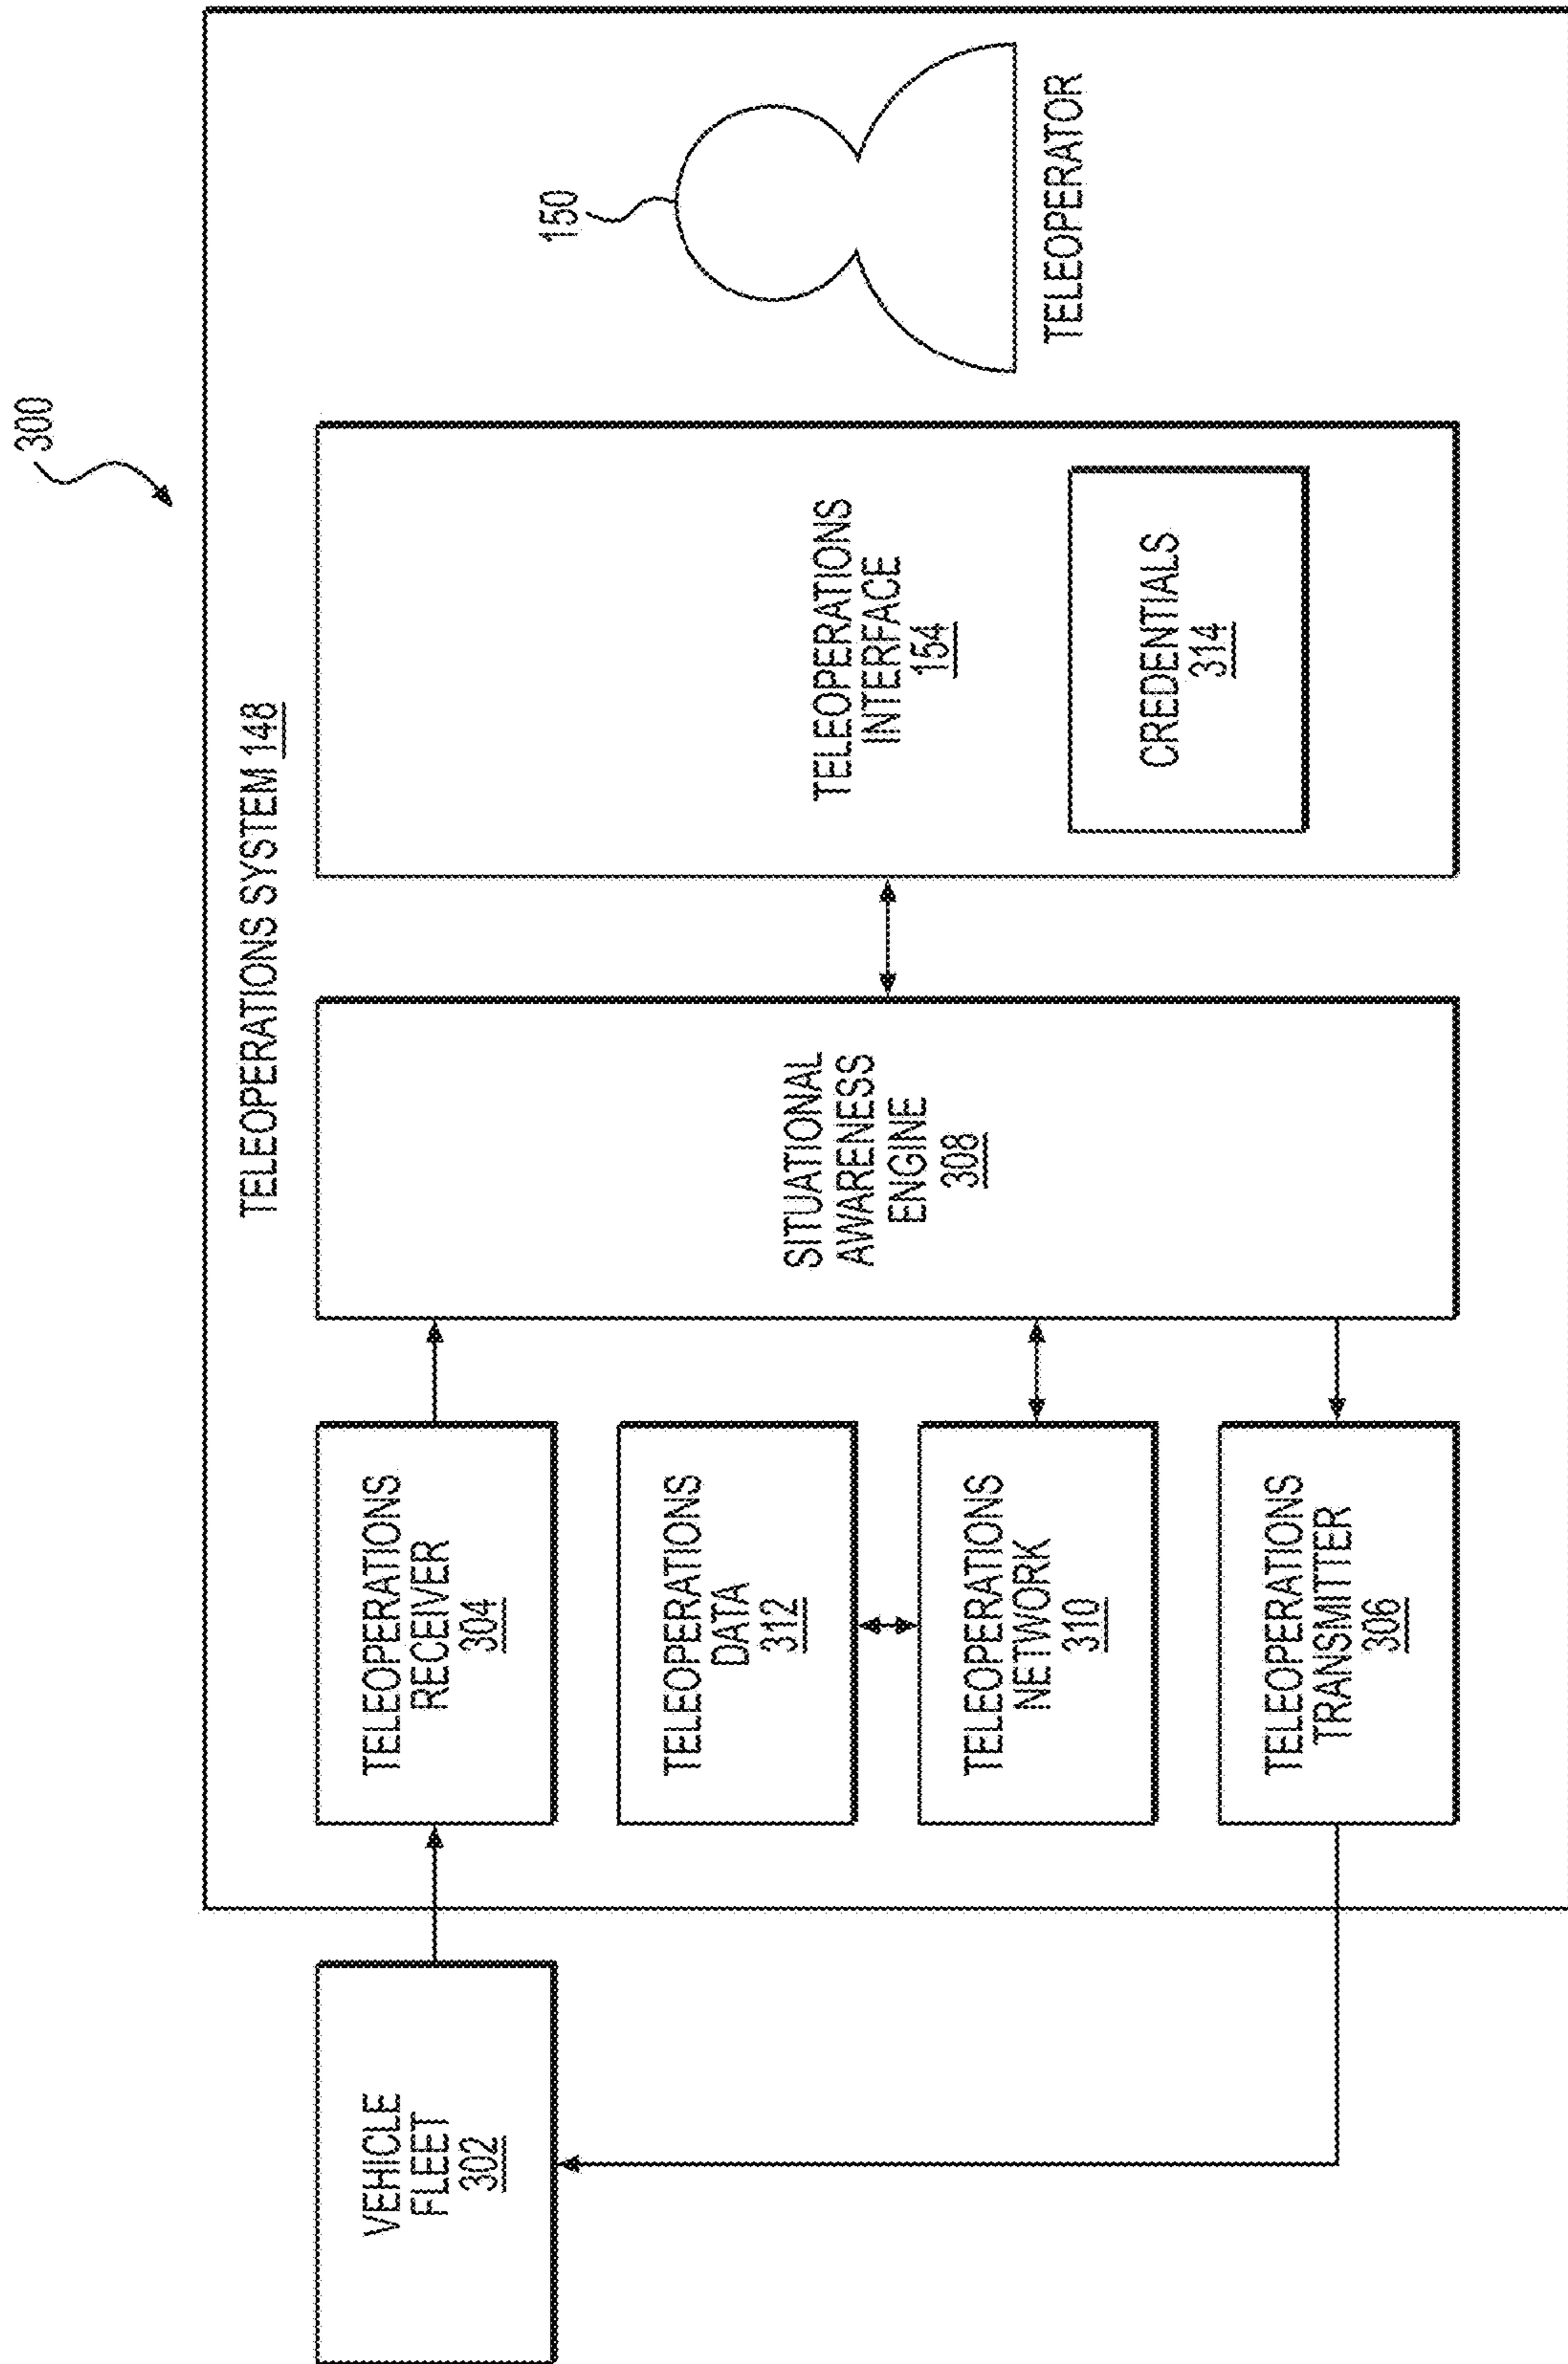 300
TELEOPERATIONS SYSTEM 148
VEHICLE
FLEET
302
TELEOPERATIONS
RECEIVER
304
TELEOPERATIONS
DATA
312
TELEOPERATIONS
NETWORK
310
TELEOPERATIONS
TRANSMITTER
306
SITUATIONAL
AWARENESS
ENGINE
308
TELEOPERATIONS
INTERFACE
154
CREDENTIALS
314
150
TELEOPERATOR